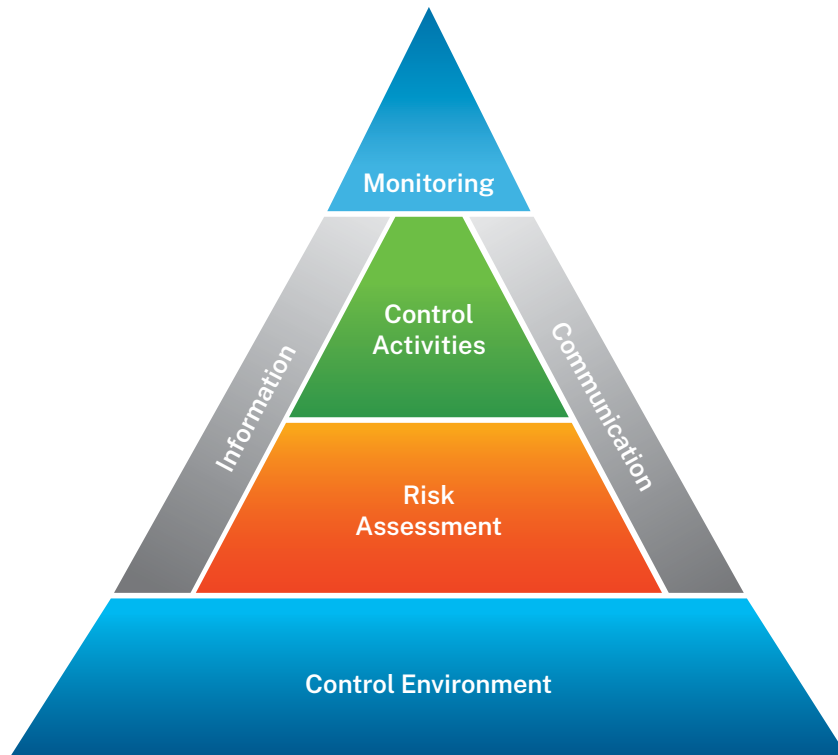 Monitoring
Control
Activities
Information
Communication
Risk
Assessment
Control Environment